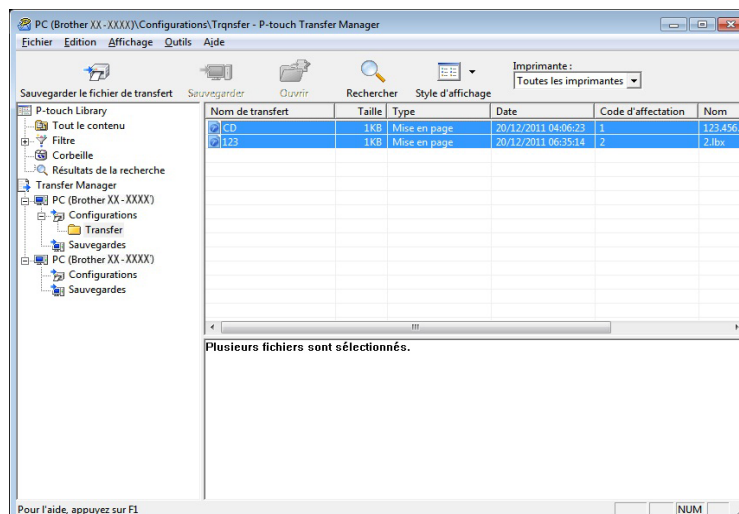 PC (Brother XX-XXXX)\Configurations\Trqnsfer - P-touch Transfer Manager
Fichier Edition Affichage Outils Aide
Sauvegarder le fichier de transfert Sauvegarder Ouvrir Rechercher Style d'affichage
Imprimante :
Toutes les imprimantes
P-touch Library
Tout le contenu
Filtre
Corbeille
Résultats de la recherche
Transfer Manager
PC (Brother XX-XXXX)
Configurations
Transfer
Sauvegardes
PC (Brother XX-XXXX)
Configurations
Sauvegardes
Nom de transfert Taille Type Date Code d'affectation Nom
CD 1KB Mise en page 20/12/2011 04:06:23 1 123.456.
123 1KB Mise en page 20/12/2011 06:35:14 2 2.lbx
Plusieurs fichiers sont sélectionnés.
Pour l'aide, appuyez sur F1
NUM